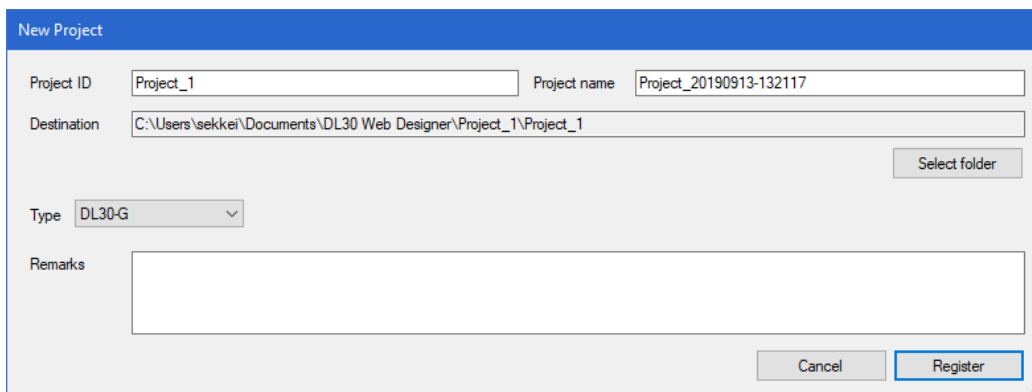 New Project
Project ID Project_1 Project name Project_20190913-132117
Destination C:\Users\sekkei\Documents\DL30 Web Designer\Project_1\Project_1
Select folder
Type DL30-G
Remarks
Cancel Register